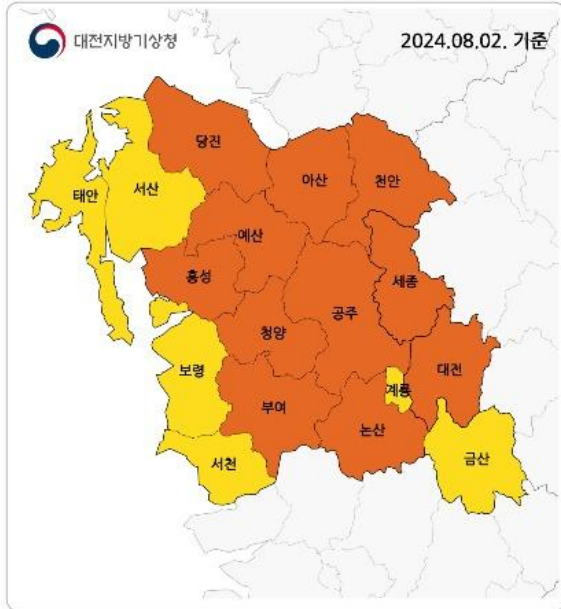 대전지방기상청
2024.08.02. 기준
당진
아산
천안
태안
서산
예산
홍성
세종
공주
청양
보령
대전
계룡
부여
논산
서천
금산